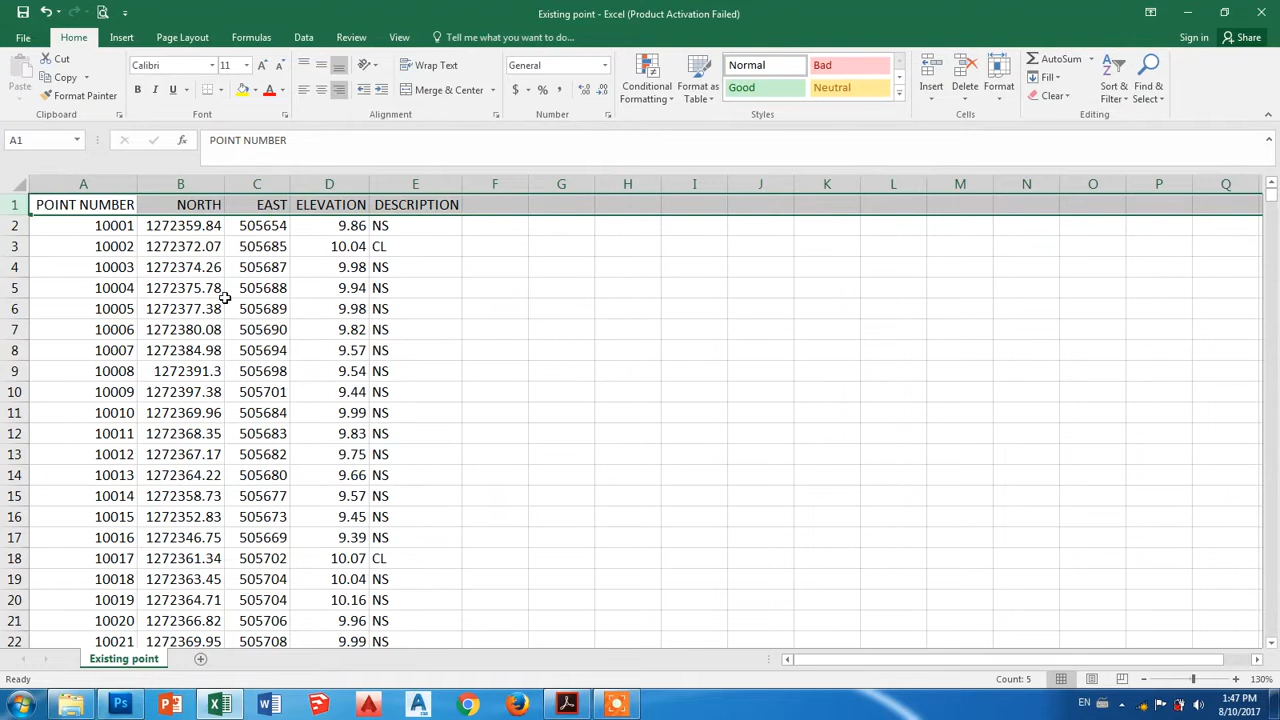 Existing point - Excel (Product Activation Failed)
File Home Insert Page Layout Formulas Data Review View Tell me what you want to do... Sign in Share
Paste Cut Copy Format Painter Clipboard
Calibri 11 B I U A A A Font
Wrap Text Merge & Center Alignment
General $ % , Number
Conditional Formatting Format as Table Normal Bad Good Neutral Styles
Insert Delete Format Cells
AutoSum Fill Clear Sort & Filter Find & Select Editing
A1 fx POINT NUMBER
A B C D E F G H I J K L M N O P Q
1 POINT NUMBER NORTH EAST ELEVATION DESCRIPTION
2 10001 1272359.84 505654 9.86 NS
3 10002 1272372.07 505685 10.04 CL
4 10003 1272374.26 505687 9.98 NS
5 10004 1272375.78 505688 9.94 NS
6 10005 1272377.38 505689 9.98 NS
7 10006 1272380.08 505690 9.82 NS
8 10007 1272384.98 505694 9.57 NS
9 10008 1272391.3 505698 9.54 NS
10 10009 1272397.38 505701 9.44 NS
11 10010 1272369.96 505684 9.99 NS
12 10011 1272368.35 505683 9.83 NS
13 10012 1272367.17 505682 9.75 NS
14 10013 1272364.22 505680 9.66 NS
15 10014 1272358.73 505677 9.57 NS
16 10015 1272352.83 505673 9.45 NS
17 10016 1272346.75 505669 9.39 NS
18 10017 1272361.34 505702 10.07 CL
19 10018 1272363.45 505704 10.04 NS
20 10019 1272364.71 505704 10.16 NS
21 10020 1272366.82 505706 9.96 NS
22 10021 1272369.95 505708 9.99 NS
Existing point
Ready Count: 5 130%
EN 1:47 PM
8/10/2017